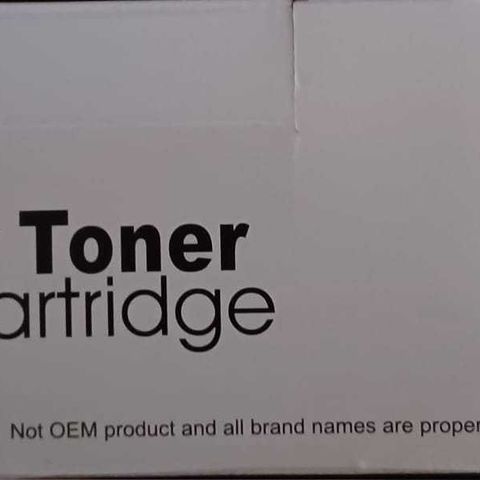 Toner
artridge
Not OEM product and all brand names are proper